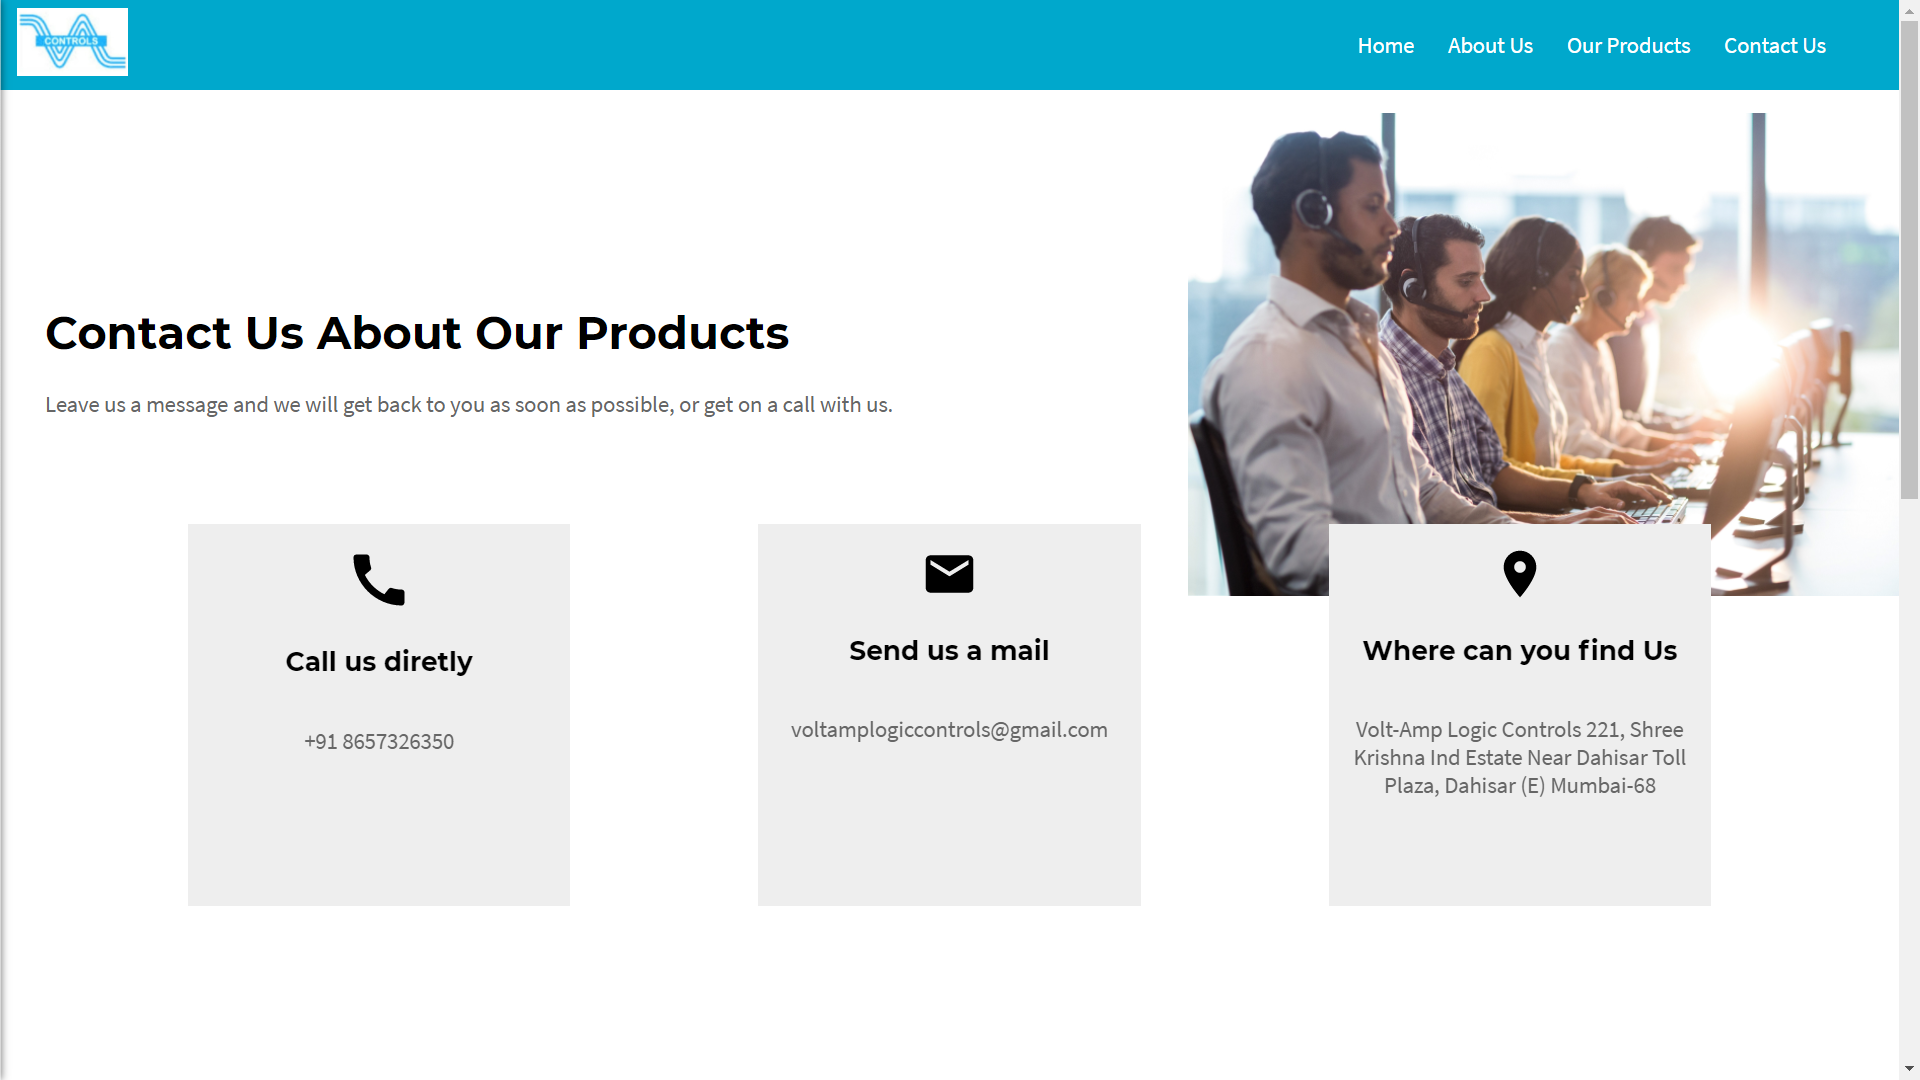 CONTROLS
Home
About Us
Our Products
Contact Us
Contact Us About Our Products
Leave us a message and we will get back to you as soon as possible, or get on a call with us.
Call us diretly
+91 8657326350
Send us a mail
voltamplogiccontrols@gmail.com
Where can you find Us
Volt-Amp Logic Controls 221, Shree
Krishna Ind Estate Near Dahisar Toll
Plaza, Dahisar (E) Mumbai-68